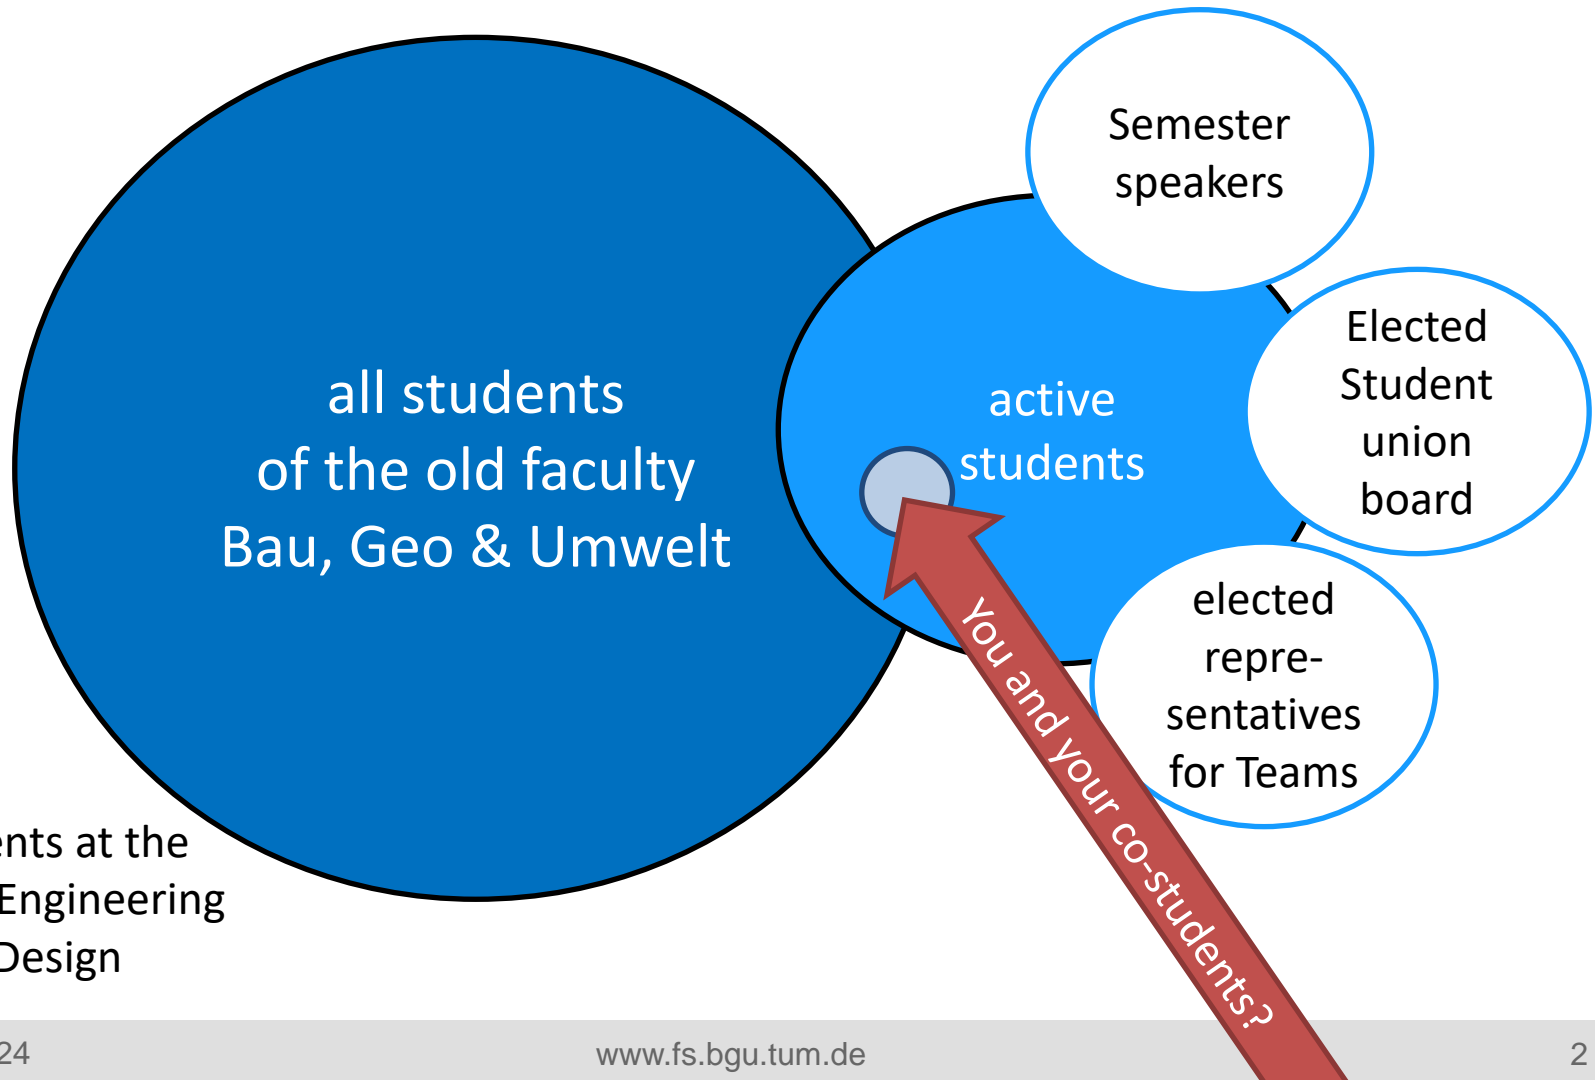 Semester
speakers
Elected
Student
union
board
all students
of the old faculty
Bau, Geo & Umwelt
active
students
elected
repre-
sentatives
for Teams
You and your co-students?
ents at the
Engineering
Design
24
www.fs.bgu.tum.de
2